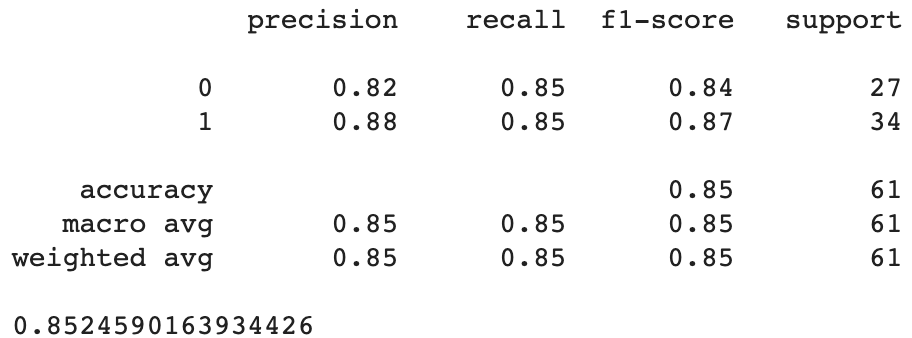 precision recall f1-score support
0 0.82 0.85 0.84 27
1 0.88 0.85 0.87 34
accuracy 0.85 61
macro avg 0.85 0.85 0.85 61
weighted avg 0.85 0.85 0.85 61
0.8524590163934426